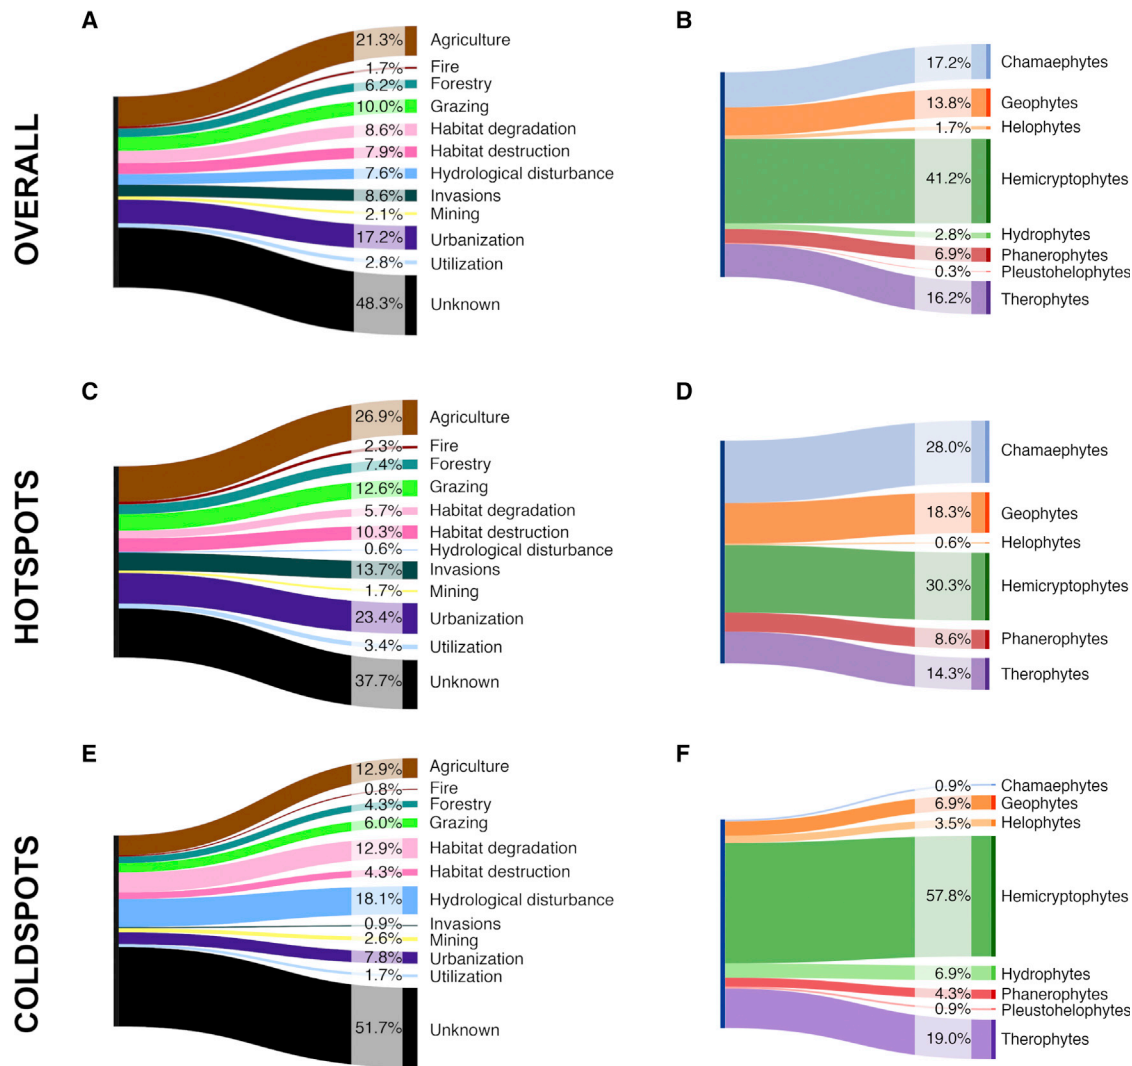 OVERALL
A
21.3% Agriculture
1.7% Fire
6.2% Forestry
10.0% Grazing
8.6% Habitat degradation
7.9% Habitat destruction
7.6% Hydrological disturbance
8.6% Invasions
2.1% Mining
17.2% Urbanization
2.8% Utilization
48.3% Unknown
B
17.2% Chamaephytes
13.8% Geophytes
1.7% Helophytes
41.2% Hemicryptophytes
2.8% Hydrophytes
6.9% Phanerophytes
0.3% Pleustohelophytes
16.2% Therophytes
HOTSPOTS
C
26.9% Agriculture
2.3% Fire
7.4% Forestry
12.6% Grazing
5.7% Habitat degradation
10.3% Habitat destruction
0.6% Hydrological disturbance
13.7% Invasions
1.7% Mining
23.4% Urbanization
3.4% Utilization
37.7% Unknown
D
28.0% Chamaephytes
18.3% Geophytes
0.6% Helophytes
30.3% Hemicryptophytes
8.6% Phanerophytes
14.3% Therophytes
COLDSPOTS
E
12.9% Agriculture
0.8% Fire
4.3% Forestry
6.0% Grazing
12.9% Habitat degradation
4.3% Habitat destruction
18.1% Hydrological disturbance
0.9% Invasions
2.6% Mining
7.8% Urbanization
1.7% Utilization
51.7% Unknown
F
0.9% Chamaephytes
6.9% Geophytes
3.5% Helophytes
57.8% Hemicryptophytes
6.9% Hydrophytes
4.3% Phanerophytes
0.9% Pleustohelophytes
19.0% Therophytes